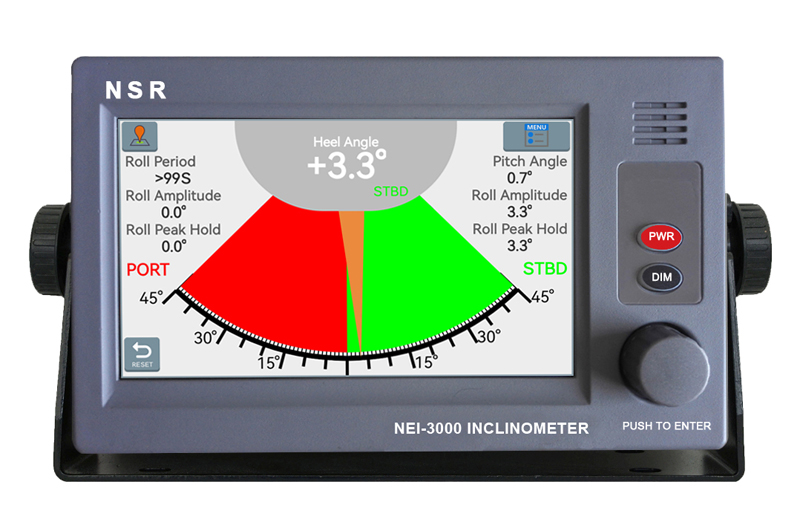 NSR
MENU
Heel Angle
+3.3°
STBD
Roll Period
>99S
Roll Amplitude
0.0°
Roll Peak Hold
0.0°
PORT
Pitch Angle
0.7°
Roll Amplitude
3.3°
Roll Peak Hold
3.3°
STBD
45°
30°
15°
15°
30°
45°
RESET
PWR
DIM
NEI-3000 INCLINOMETER
PUSH TO ENTER